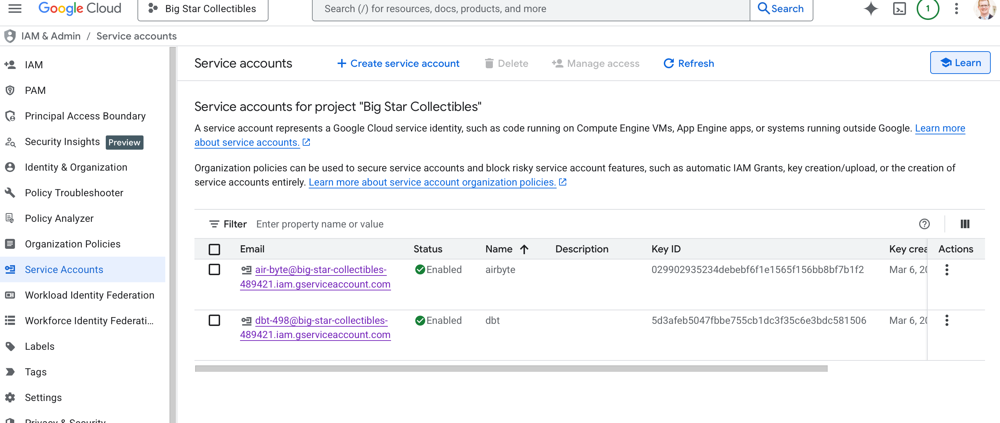 Google Cloud
Big Star Collectibles
Search (/) for resources, docs, products, and more
Search
1
IAM & Admin / Service accounts
IAM
PAM
Principal Access Boundary
Security Insights Preview
Identity & Organization
Policy Troubleshooter
Policy Analyzer
Organization Policies
Service Accounts
Workload Identity Federation
Workforce Identity Federati...
Labels
Tags
Settings
Privacy & Security
Service accounts
+ Create service account
Delete
Manage access
Refresh
Learn
Service accounts for project "Big Star Collectibles"
A service account represents a Google Cloud service identity, such as code running on Compute Engine VMs, App Engine apps, or systems running outside Google. Learn more
about service accounts.
Organization policies can be used to secure service accounts and block risky service account features, such as automatic IAM Grants, key creation/upload, or the creation of
service accounts entirely. Learn more about service account organization policies.
Filter Enter property name or value
Email Status Name Description Key ID Key crea Actions
air-byte@big-star-collectibles- Enabled airbyte 029902935234debebf6f1e1565f156bb8bf7b1f2 Mar 6, 20
489421.iam.gserviceaccount.com
dbt-498@big-star-collectibles- Enabled dbt 5d3afeb5047fbbe755cb1dc3f35c6e3bdc581506 Mar 6, 20
489421.iam.gserviceaccount.com